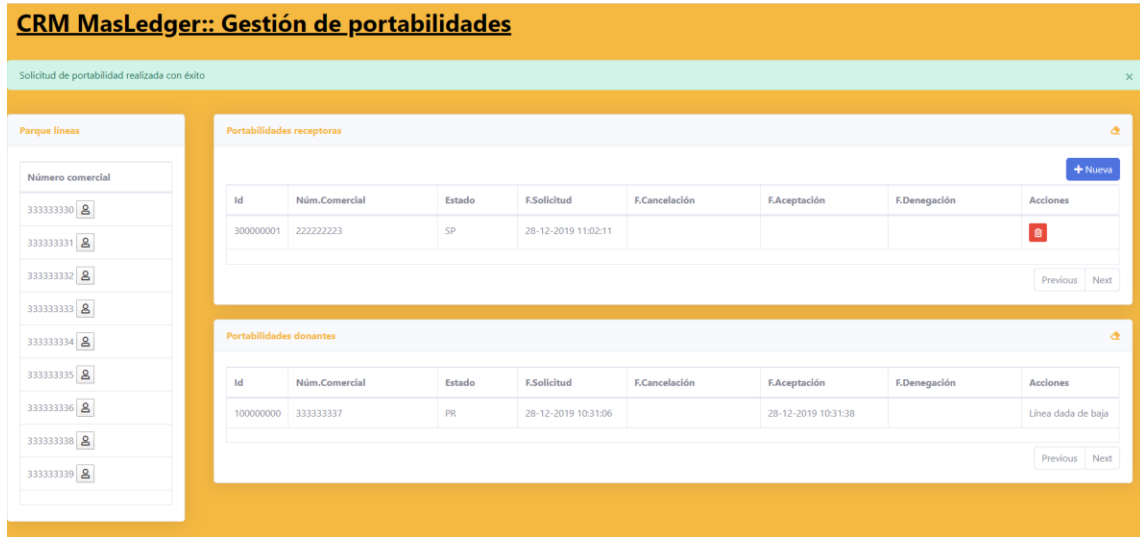 CRM MasLedger:: Gestión de portabilidades
Solicitud de portabilidad realizada con éxito ×
Parque líneas
Número comercial
333333330
333333331
333333332
333333333
333333334
333333335
333333336
333333338
333333339
Portabilidades receptoras
+ Nueva
Id Núm.Comercial Estado F.Solicitud F.Cancelación F.Aceptación F.Denegación Acciones
300000001 222222223 SP 28-12-2019 11:02:11
Previous Next
Portabilidades donantes
Id Núm.Comercial Estado F.Solicitud F.Cancelación F.Aceptación F.Denegación Acciones
100000000 333333337 PR 28-12-2019 10:31:06 28-12-2019 10:31:38 Línea dada de baja
Previous Next